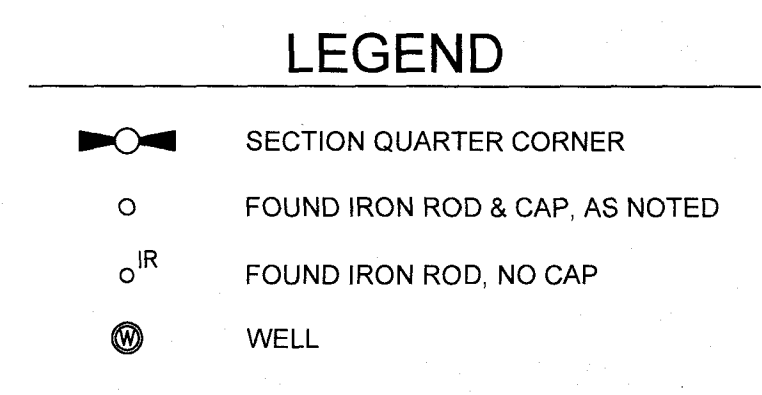 LEGEND
SECTION QUARTER CORNER
FOUND IRON ROD & CAP, AS NOTED
IR FOUND IRON ROD, NO CAP
W WELL